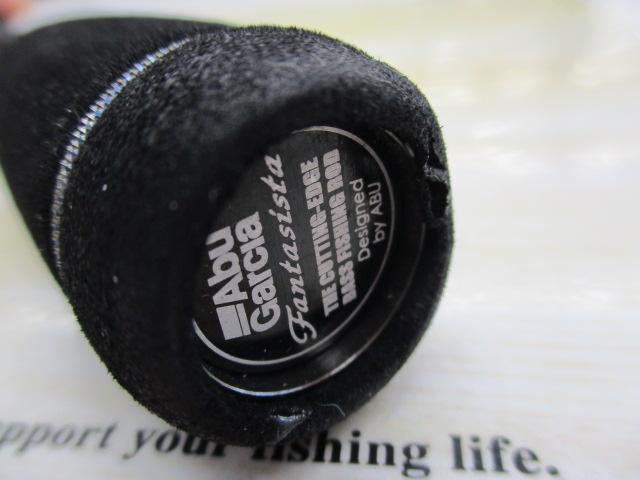 Abu
Garcia
Fantasista
THE CUTTING-EDGE
BASS FISHING ROD
Designed
by ABU
pport your fishing life.